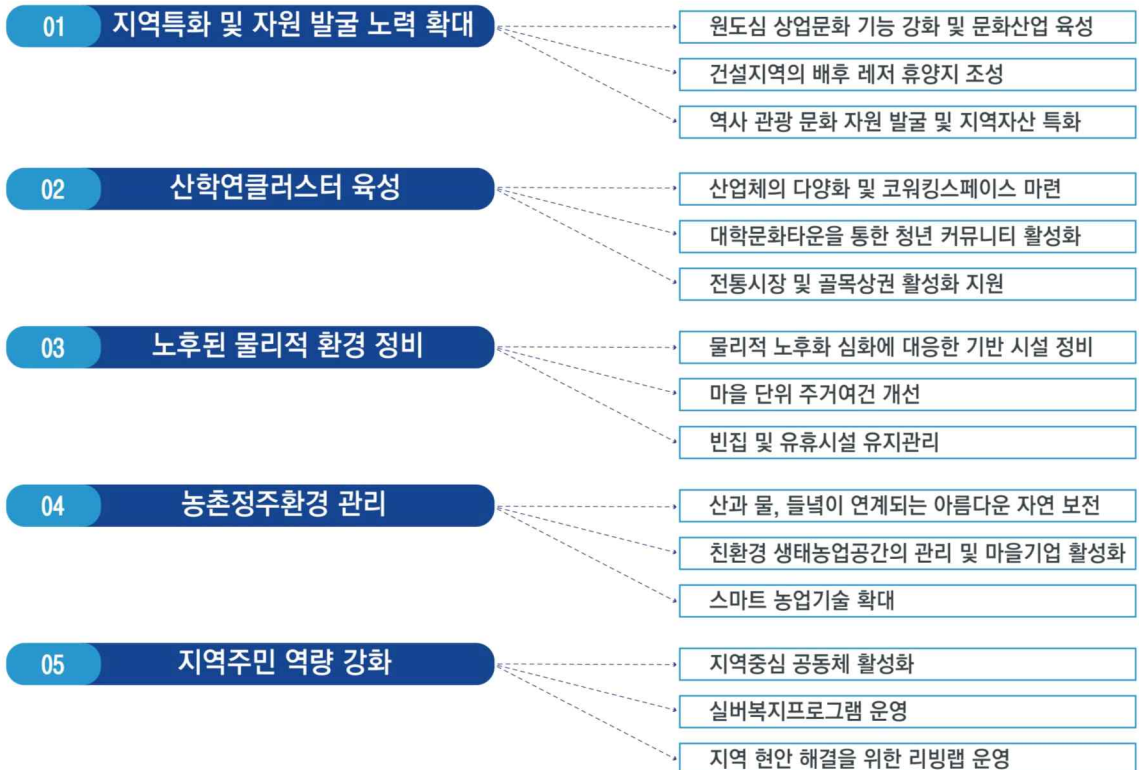 01 지역특화 및 자원 발굴 노력 확대
원도심 상업문화 기능 강화 및 문화산업 육성
건설지역의 배후 레저 휴양지 조성
역사 관광 문화 자원 발굴 및 지역자산 특화
02 산학연클러스터 육성
산업체의 다양화 및 코워킹스페이스 마련
대학문화타운을 통한 청년 커뮤니티 활성화
전통시장 및 골목상권 활성화 지원
03 노후된 물리적 환경 정비
물리적 노후화 심화에 대응한 기반 시설 정비
마을 단위 주거여건 개선
빈집 및 유휴시설 유지관리
04 농촌정주환경 관리
산과 물, 들녘이 연계되는 아름다운 자연 보전
친환경 생태농업공간의 관리 및 마을기업 활성화
스마트 농업기술 확대
05 지역주민 역량 강화
지역중심 공동체 활성화
실버복지프로그램 운영
지역 현안 해결을 위한 리빙랩 운영